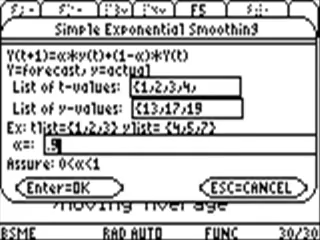 F5
Simple Exponential Smoothing
Y(t+1)=α*y(t)+(1-α)*Y(t)
Y=forecast, y=actual
List of t-values: {1,2,3,4,
List of y-values: {13,17,19
Ex: tlist={1,2,3} ylist= {4,5,7}
α=: .5
Assure: 0<α<1
Enter=OK ESC=CANCEL
>Moving Average
BSME RAD AUTO FUNC 30/30